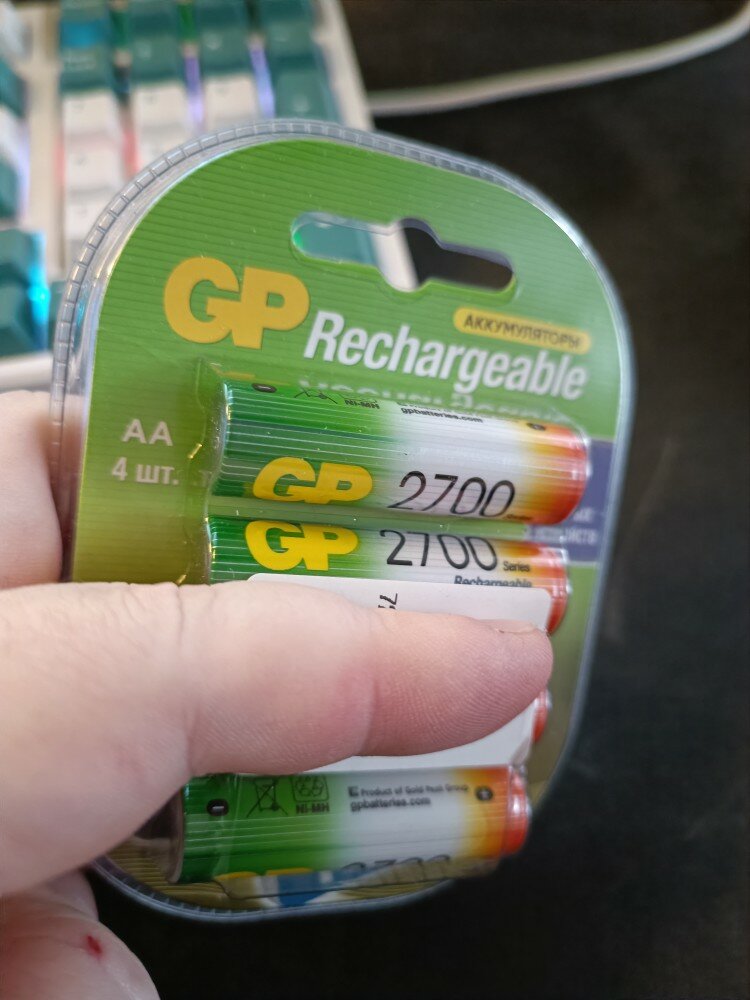 GP
АККУМУЛЯТОРЫ
Rechargeable
AA
4 шт.
NI-MH
gpbatteries.com
GP 2700
GP 2700 Series
Rechargeable
NI-MH
Product of Gold Peak Group
gpbatteries.com